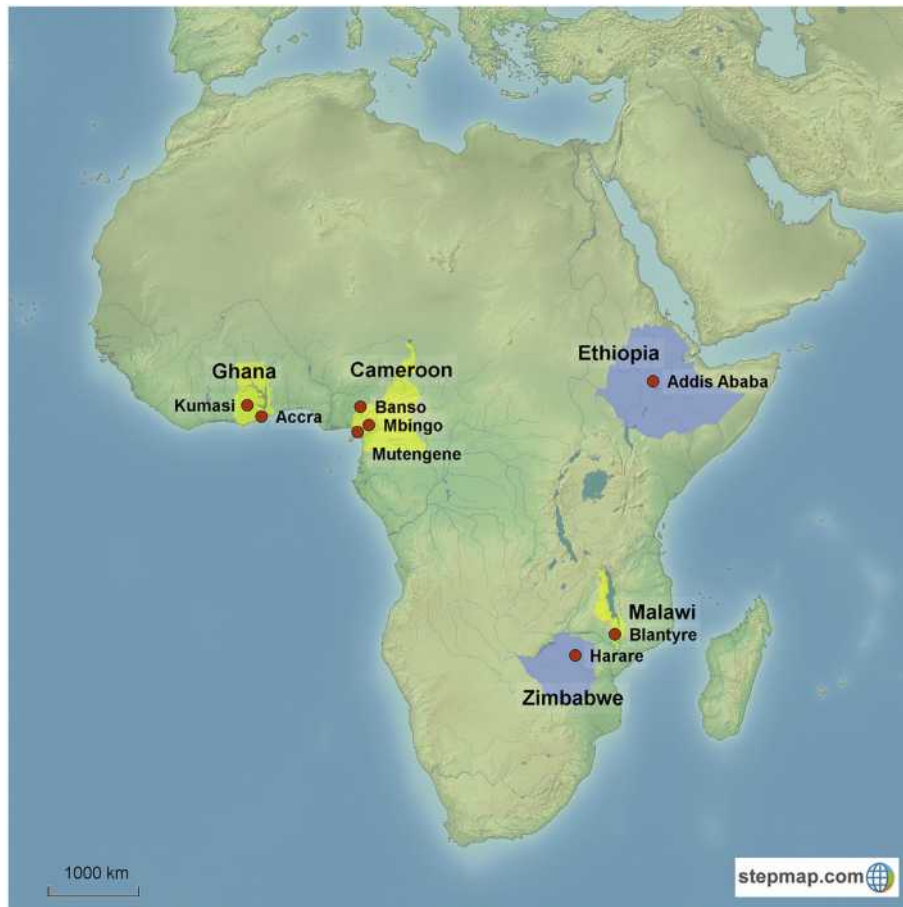 Ethiopia
Addis Ababa
Ghana
Cameroon
Kumasi
Accra
Banso
Mbingo
Mutengene
Malawi
Blantyre
Harare
Zimbabwe
1000 km
stepmap.com